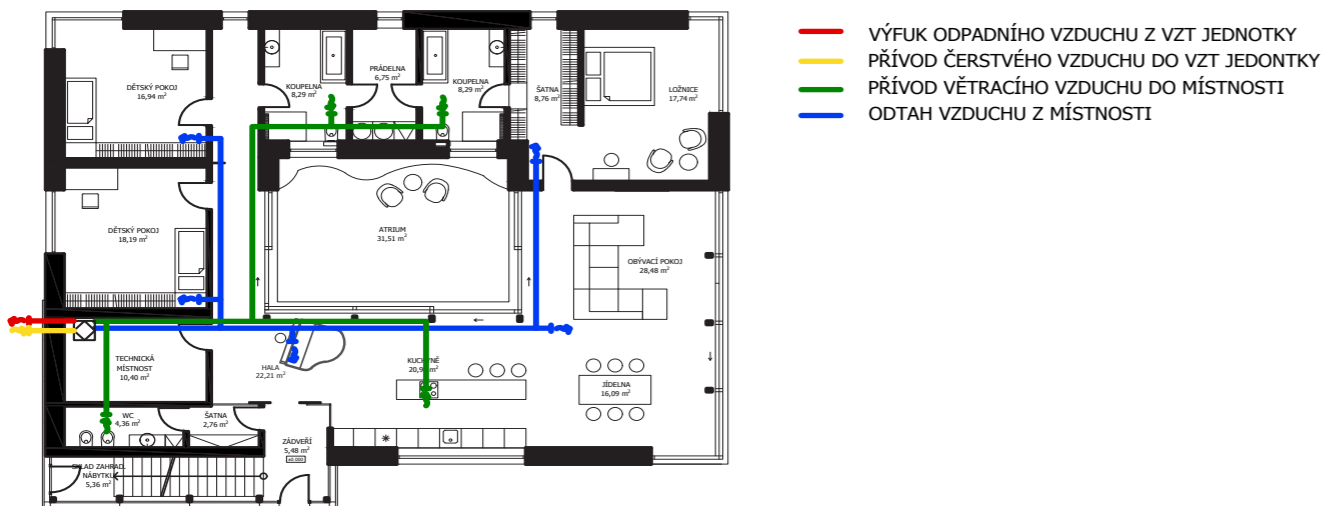 VÝFUK ODPADNÍHO VZDUCHU Z VZT JEDNOTKY
PŘÍVOD ČERSTVÉHO VZDUCHU DO VZT JEDONTKY
PŘÍVOD VĚTRACÍHO VZDUCHU DO MÍSTNOSTI
ODTAH VZDUCHU Z MÍSTNOSTI
DĚTSKÝ POKOJ
16,94 m²
KOUPELNA
8,29 m²
PRÁDELNA
6,75 m²
KOUPELNA
8,29 m²
ŠATNA
8,76 m²
LOŽNICE
17,74 m²
DĚTSKÝ POKOJ
18,19 m²
ATRIUM
31,51 m²
OBÝVACÍ POKOJ
28,48 m²
TECHNICKÁ
MÍSTNOST
10,40 m²
HALA
22,21 m²
JÍDELNA
16,09 m²
WC
4,36 m²
ŠATNA
2,76 m²
ZÁDVEŘÍ
5,48 m²
±0,000
SKLAD ZAHRAD.
NÁBYTKU
5,36 m²